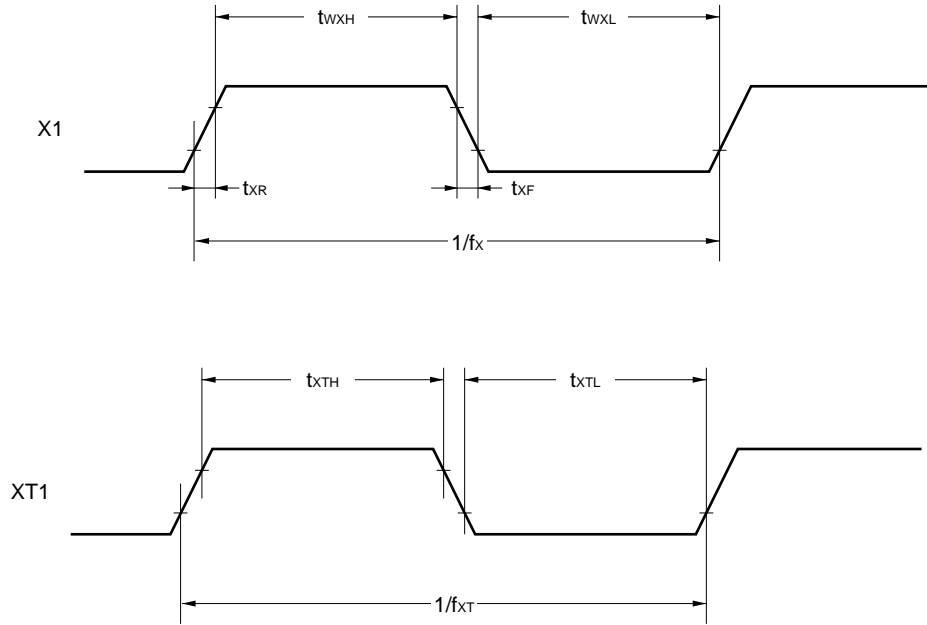 tWXH
tWXL
X1
tXR
tXF
1/fX
tXTH
tXTL
XT1
1/fXT